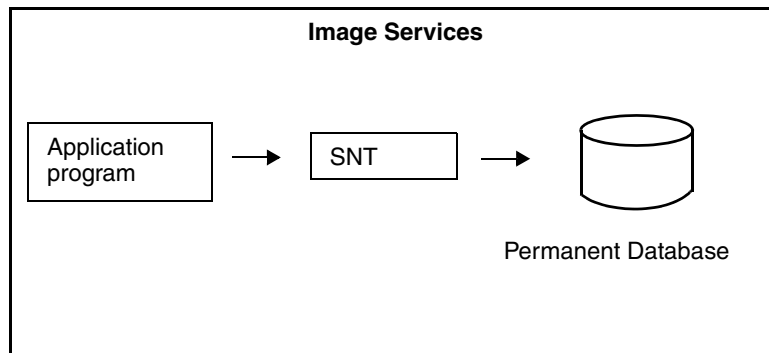 Image Services
Application
program
SNT
Permanent Database